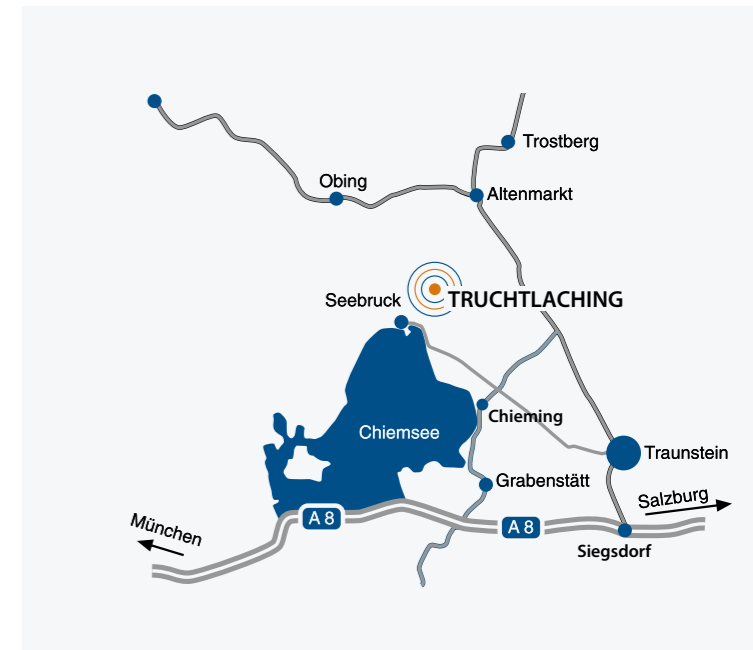 Trostberg
Obing
Altenmarkt
Seebruck
TRUCHTLACHING
Chieming
Chiemsee
Traunstein
Grabenstätt
Salzburg
A 8
A 8
München
Siegsdorf